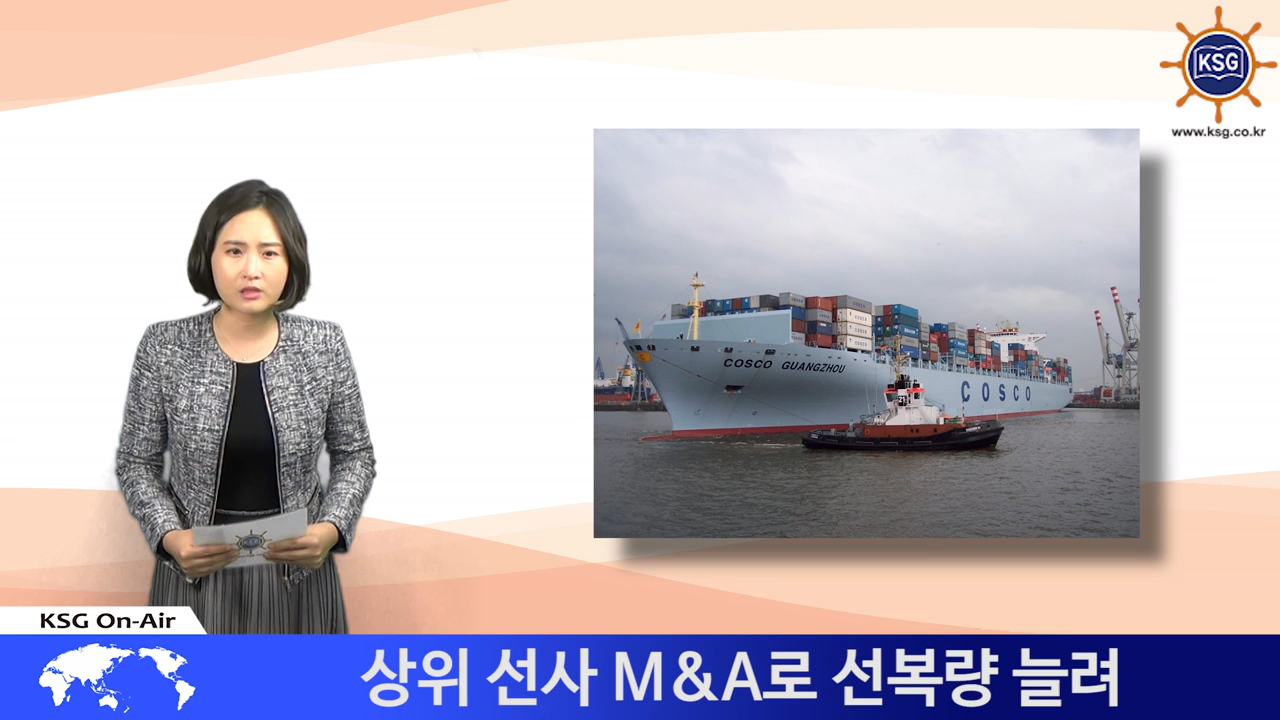 KSG
www.ksg.co.kr
COSCO GUANGZHOU
COSCO
KSG On-Air
상위 선사 M&A로 선복량 늘려